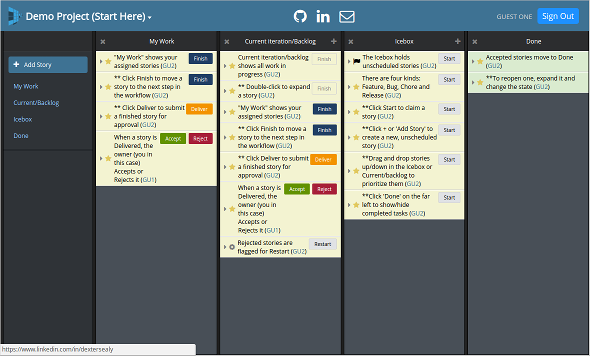 Demo Project (Start Here)
GUEST ONE
Sign Out
+ Add Story
My Work
Current/Backlog
Icebox
Done
My Work
"My Work" shows your
assigned stories (GU2)
Finish
** Click Finish to move a
story to the next step in
the workflow (GU2)
Finish
** Click Deliver to submit
a finished story for
approval (GU2)
Deliver
When a story is
Delivered, the
owner (you in
this case)
Accepts or
Rejects it (GU1)
Accept
Reject
Current iteration/Backlog
Current iteration/backlog
shows all work in
progress (GU2)
Finish
** Double-click to expand
a story (GU2)
Finish
"My Work" shows your
assigned stories (GU2)
Finish
** Click Finish to move a
story to the next step in
the workflow (GU2)
Finish
** Click Deliver to submit
a finished story for
approval (GU2)
Deliver
When a story is
Delivered, the
owner (you in
this case)
Accepts or
Rejects it (GU1)
Accept
Reject
Rejected stories are
flagged for Restart (GU2)
Restart
Icebox
The Icebox holds
unscheduled stories (GU2)
Start
There are four kinds:
Feature, Bug, Chore and
Release (GU2)
Start
**Click Start to claim a
story (GU2)
Start
**Click + or 'Add Story' to
create a new, unscheduled
story (GU2)
Start
**Drag and drop stories
up/down in the Icebox or
Current/backlog to
prioritize them (GU2)
Start
**Click 'Done' on the far
left to show/hide
completed tasks (GU2)
Start
Done
Accepted stories move to Done
(GU2)
**To reopen one, expand it and
change the state (GU2)
https://www.linkedin.com/in/dextersealy